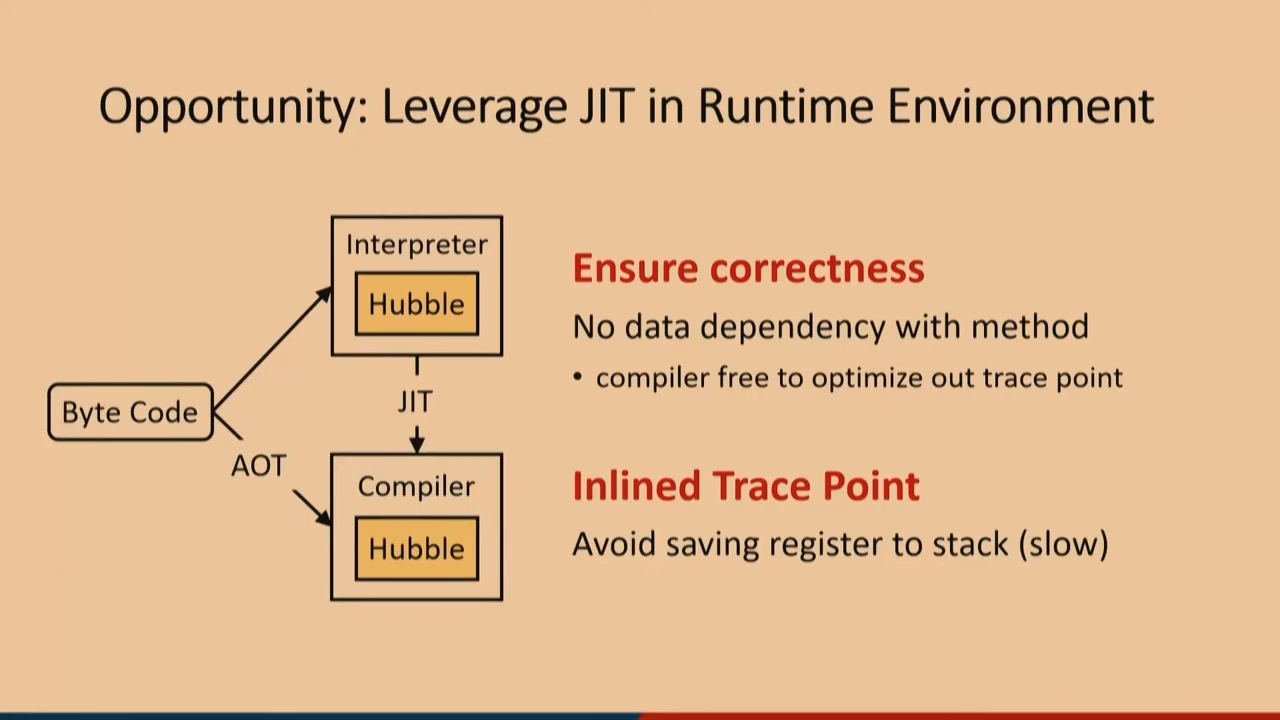 Opportunity: Leverage JIT in Runtime Environment
Interpreter
Hubble
JIT
Byte Code
AOT
Compiler
Hubble
Ensure correctness
No data dependency with method
• compiler free to optimize out trace point
Inlined Trace Point
Avoid saving register to stack (slow)